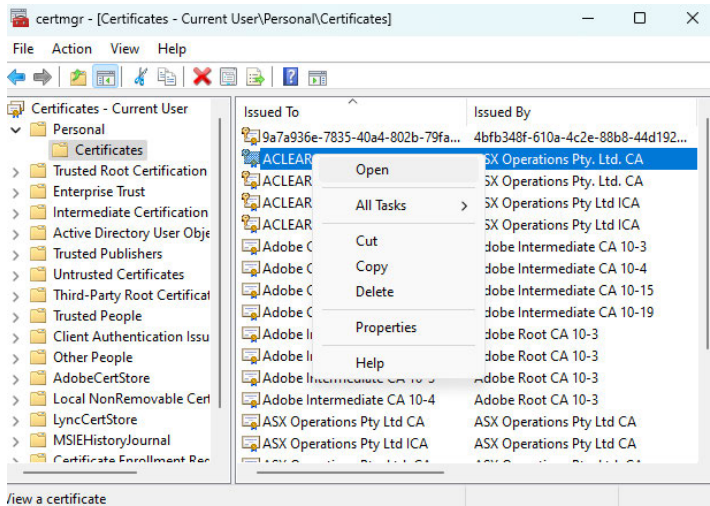 certmgr - [Certificates - Current User\Personal\Certificates]
File Action View Help
Certificates - Current User
Personal
Certificates
Trusted Root Certification
Enterprise Trust
Intermediate Certification
Active Directory User Obje
Trusted Publishers
Untrusted Certificates
Third-Party Root Certificat
Trusted People
Client Authentication Issu
Other People
AdobeCertStore
Local NonRemovable Cert
LyncCertStore
MSIEHistoryJournal
Certificate Enrollment Req
Issued To Issued By
9a7a936e-7835-40a4-802b-79fa... 4bfb348f-610a-4c2e-88b8-44d192...
ACLEAR SX Operations Pty. Ltd. CA
ACLEAR SX Operations Pty. Ltd. CA
ACLEAR SX Operations Pty Ltd ICA
ACLEAR SX Operations Pty Ltd ICA
Adobe C dobe Intermediate CA 10-3
Adobe C dobe Intermediate CA 10-4
Adobe C dobe Intermediate CA 10-15
Adobe C dobe Intermediate CA 10-19
Adobe I dobe Root CA 10-3
Adobe I dobe Root CA 10-3
Adobe Intermediate CA 10-3 Adobe Root CA 10-3
Adobe Intermediate CA 10-4 Adobe Root CA 10-3
ASX Operations Pty Ltd CA ASX Operations Pty Ltd CA
ASX Operations Pty Ltd ICA ASX Operations Pty Ltd CA
Open
All Tasks
Cut
Copy
Delete
Properties
Help
View a certificate